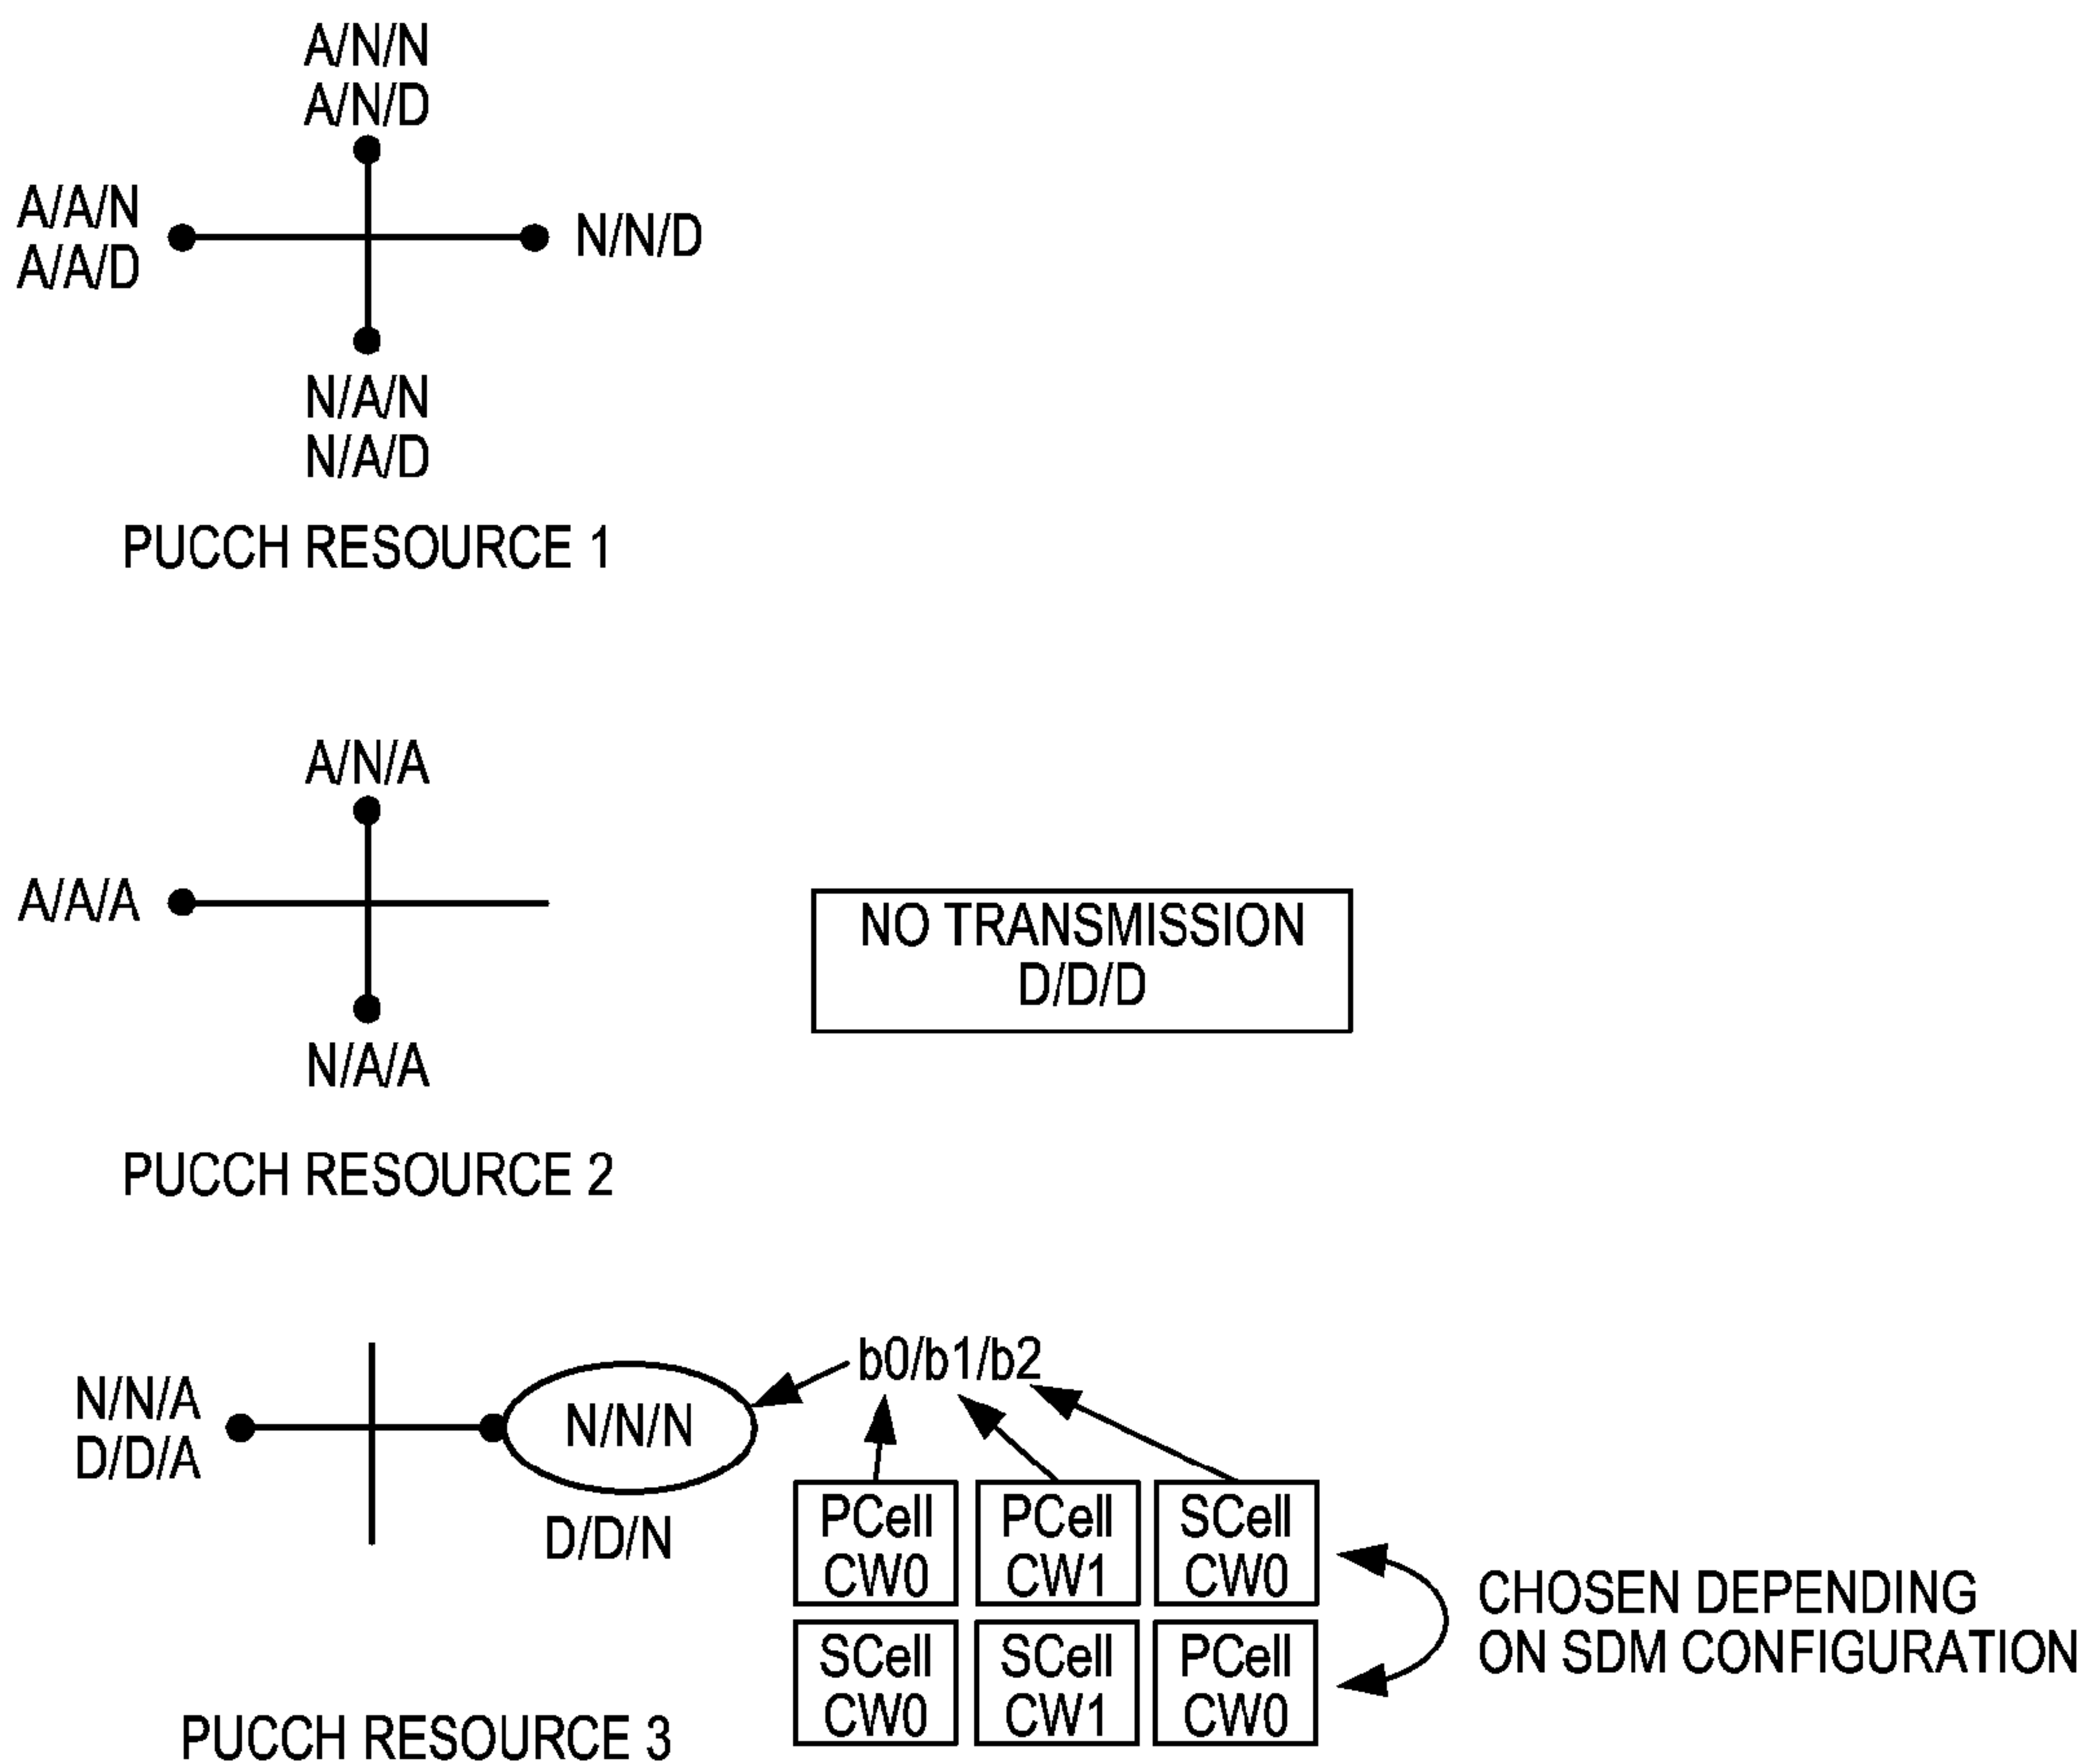 A/N/N
A/N/D
A/A/N
A/A/D
N/N/D
N/A/N
N/A/D
PUCCH RESOURCE 1
A/N/A
A/A/A
N/A/A
PUCCH RESOURCE 2
NO TRANSMISSION
D/D/D
N/N/A
D/D/A
N/N/N
D/D/N
b0/b1/b2
PCell
CW0
PCell
CW1
SCell
CW0
SCell
CW0
SCell
CW1
PCell
CW0
CHOSEN DEPENDING
ON SDM CONFIGURATION
PUCCH RESOURCE 3